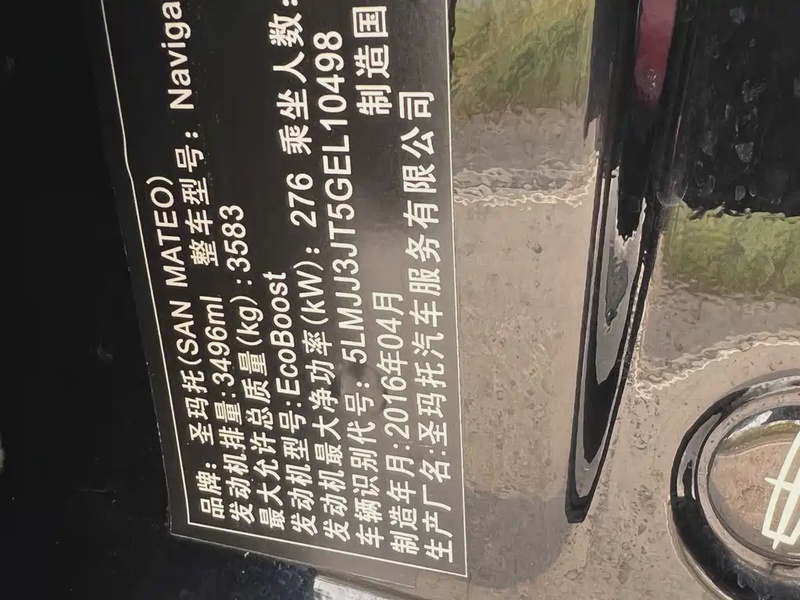 品牌: 圣玛托(SAN MATEO) 整车型号: Naviga
发动机排量:3496ml
最大允许总质量(kg):3583
发动机型号:EcoBoost
发动机最大净功率(kW): 276 乘坐人数:
车辆识别代号: 5LMJJ3JT5GEL10498
制造年月:2016年04月 制造国
生产厂名:圣玛托汽车服务有限公司